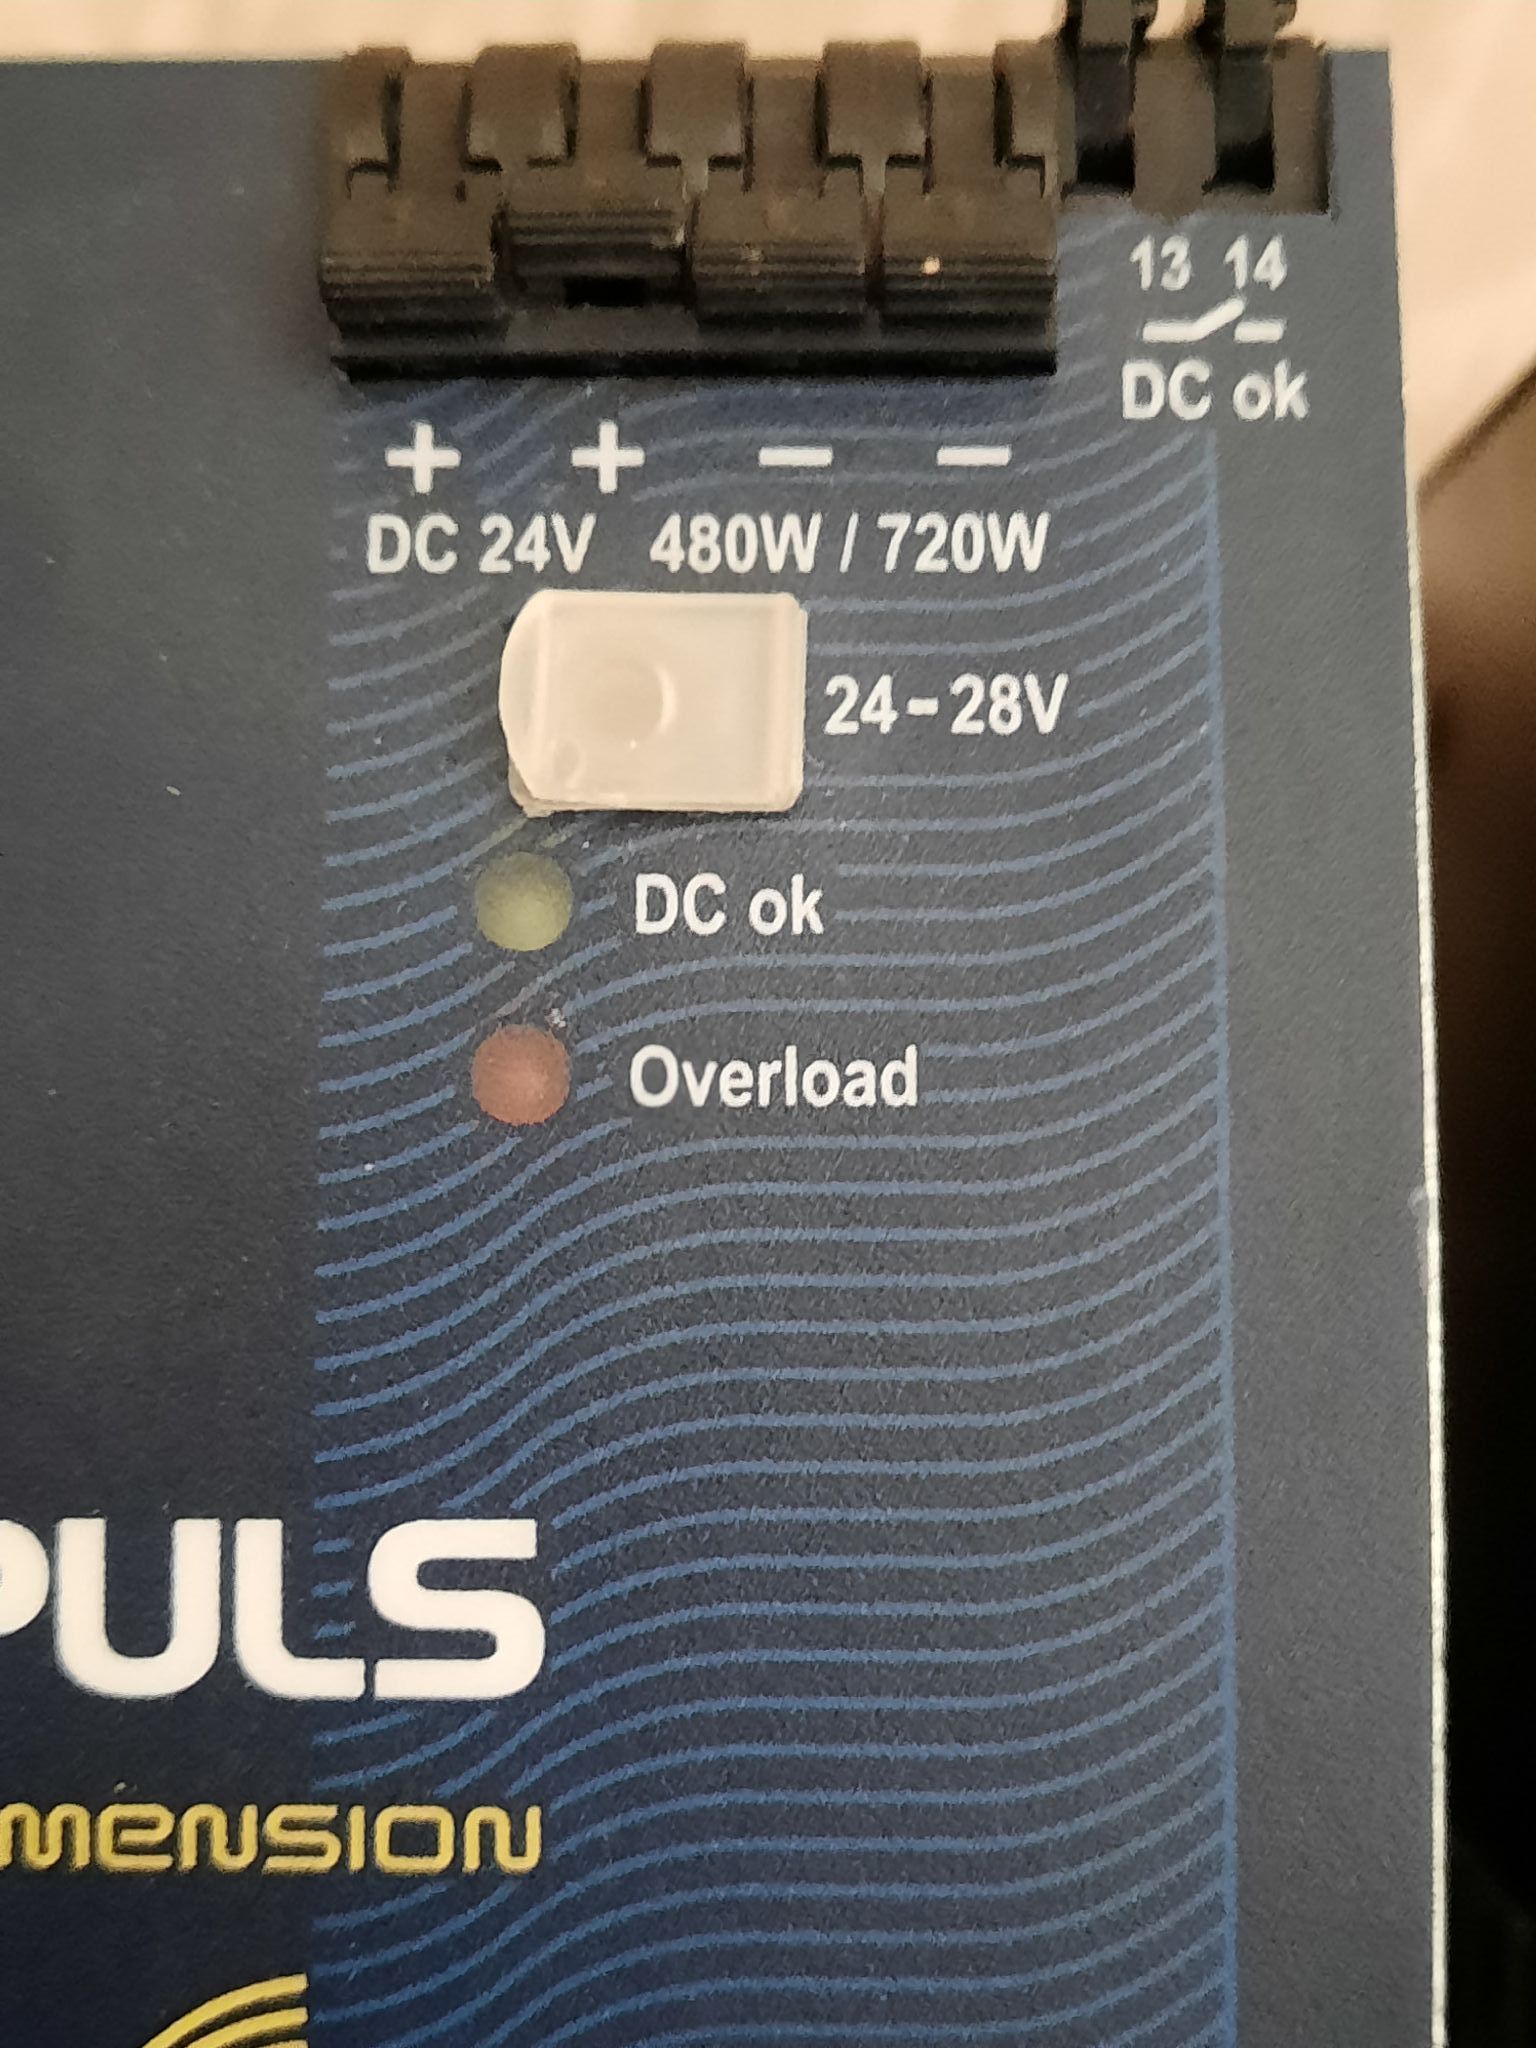 13 14
DC ok
+ + − −
DC 24V 480W / 720W
24-28V
DC ok
Overload
PULS
MENSION